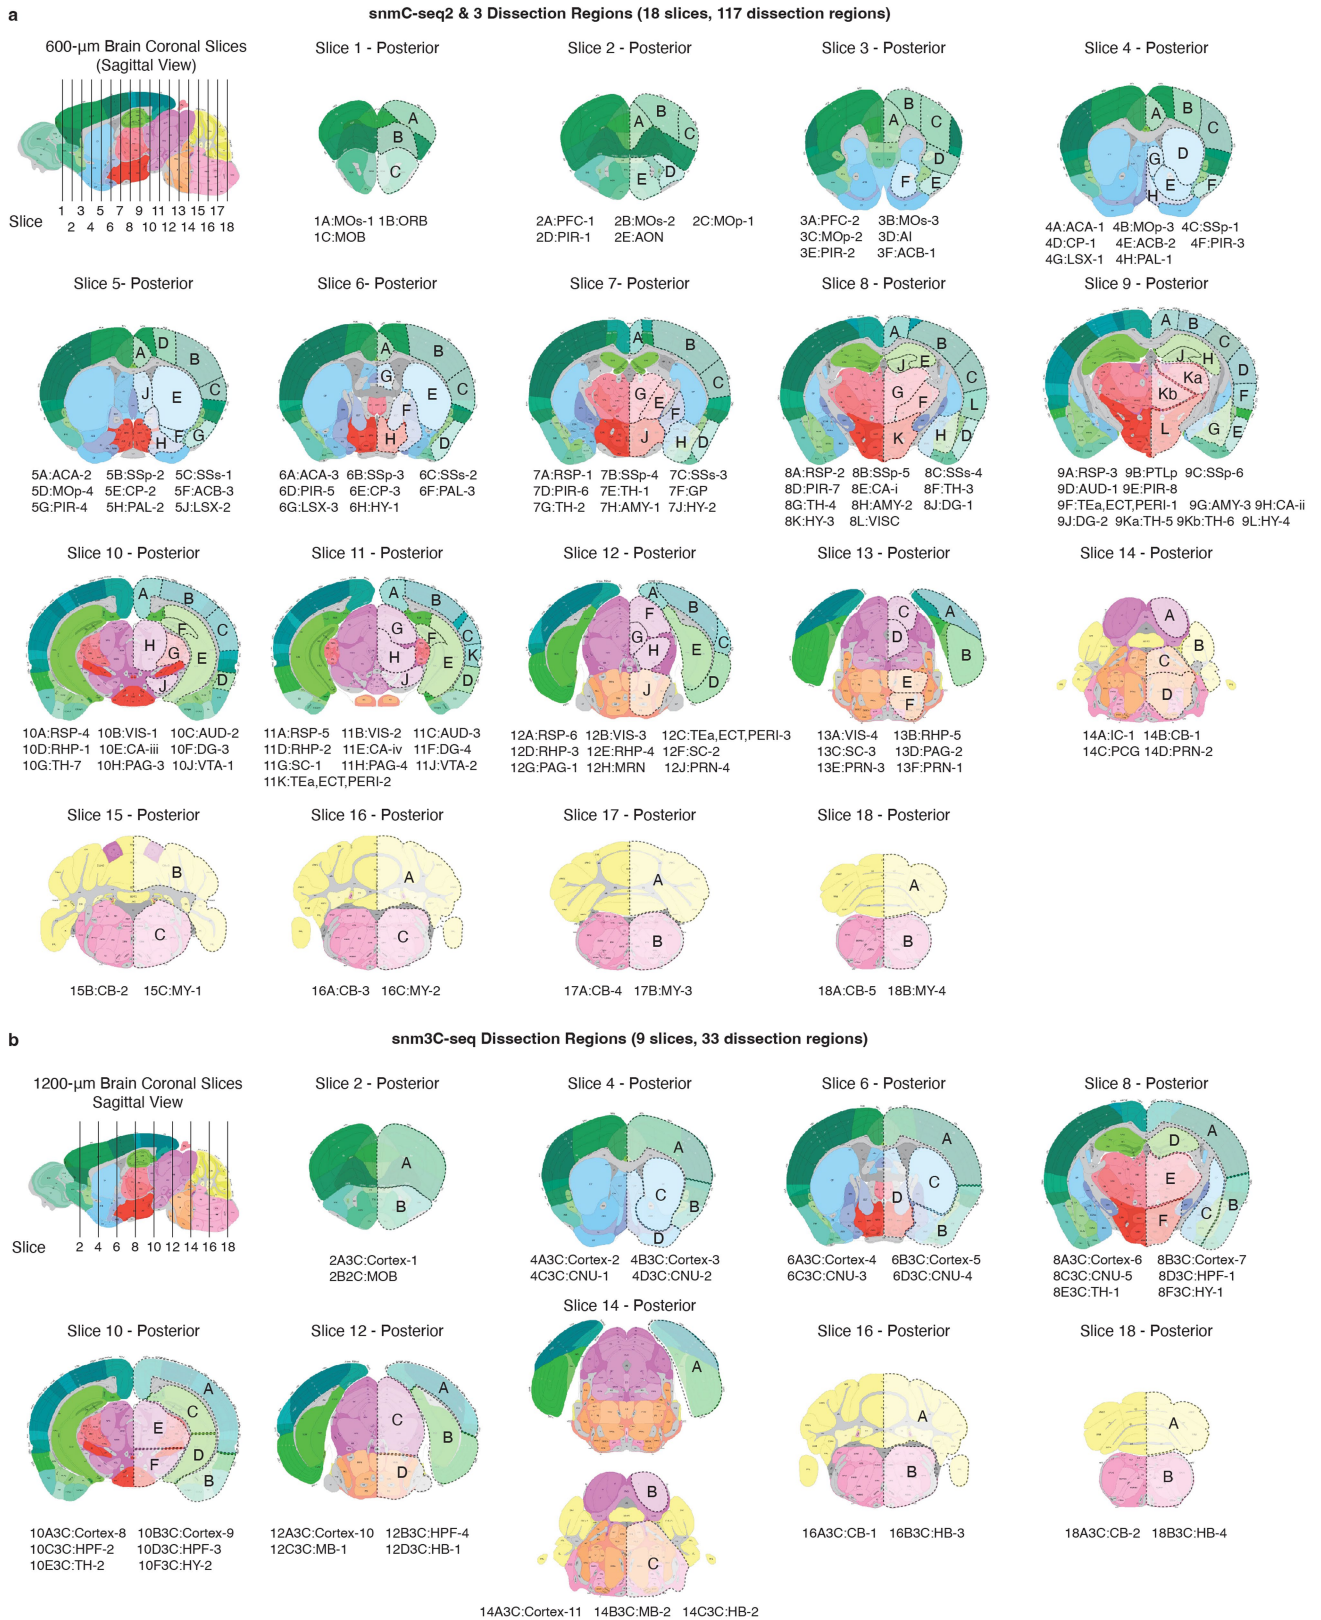 a
snmC-seq2 & 3 Dissection Regions (18 slices, 117 dissection regions)
600-µm Brain Coronal Slices
(Sagittal View)
Slice
1 3 5 7 9 11 13 15 17
2 4 6 8 10 12 14 16 18
Slice 1 - Posterior
A
B
C
1A:MOs-1 1B:ORB
1C:MOB
Slice 2 - Posterior
A B C
E D
2A:PFC-1 2B:MOs-2 2C:MOp-1
2D:PIR-1 2E:AON
Slice 3 - Posterior
A B C
D
F E
3A:PFC-2 3B:MOs-3
3C:MOp-2 3D:AI
3E:PIR-2 3F:ACB-1
Slice 4 - Posterior
A B C
G D
E F
H
4A:ACA-1 4B:MOp-3 4C:SSp-1
4D:CP-1 4E:ACB-2 4F:PIR-3
4G:LSX-1 4H:PAL-1
Slice 5- Posterior
A D B
J E C
H F G
5A:ACA-2 5B:SSp-2 5C:SSs-1
5D:MOp-4 5E:CP-2 5F:ACB-3
5G:PIR-4 5H:PAL-2 5J:LSX-2
Slice 6- Posterior
A B
G E C
F
H D
6A:ACA-3 6B:SSp-3 6C:SSs-2
6D:PIR-5 6E:CP-3 6F:PAL-3
6G:LSX-3 6H:HY-1
Slice 7- Posterior
A B
G E C
F
J H D
7A:RSP-1 7B:SSp-4 7C:SSs-3
7D:PIR-6 7E:TH-1 7F:GP
7G:TH-2 7H:AMY-1 7J:HY-2
Slice 8 - Posterior
A B
J E C
G F L
K H D
8A:RSP-2 8B:SSp-5 8C:SSs-4
8D:PIR-7 8E:CA-i 8F:TH-3
8G:TH-4 8H:AMY-2 8J:DG-1
8K:HY-3 8L:VISC
Slice 9 - Posterior
A B C
J H D
Ka
Kb F
L G E
9A:RSP-3 9B:PTLp 9C:SSp-6
9D:AUD-1 9E:PIR-8
9F:TEa,ECT,PERI-1 9G:AMY-3 9H:CA-ii
9J:DG-2 9Ka:TH-5 9Kb:TH-6 9L:HY-4
Slice 10 - Posterior
A B
F C
H G E
J D
10A:RSP-4 10B:VIS-1 10C:AUD-2
10D:RHP-1 10E:CA-iii 10F:DG-3
10G:TH-7 10H:PAG-3 10J:VTA-1
Slice 11 - Posterior
A B
G F C
H E K
J D
11A:RSP-5 11B:VIS-2 11C:AUD-3
11D:RHP-2 11E:CA-iv 11F:DG-4
11G:SC-1 11H:PAG-4 11J:VTA-2
11K:TEa,ECT,PERI-2
Slice 12 - Posterior
A B
F
G H E C
J D
12A:RSP-6 12B:VIS-3 12C:TEa,ECT,PERI-3
12D:RHP-3 12E:RHP-4 12F:SC-2
12G:PAG-1 12H:MRN 12J:PRN-4
Slice 13 - Posterior
C A
D
B
E
F
13A:VIS-4 13B:RHP-5
13C:SC-3 13D:PAG-2
13E:PRN-3 13F:PRN-1
Slice 14 - Posterior
A
B
C
D
14A:IC-1 14B:CB-1
14C:PCG 14D:PRN-2
Slice 15 - Posterior
B
C
15B:CB-2 15C:MY-1
Slice 16 - Posterior
A
C
16A:CB-3 16C:MY-2
Slice 17 - Posterior
A
B
17A:CB-4 17B:MY-3
Slice 18 - Posterior
A
B
18A:CB-5 18B:MY-4
b
snm3C-seq Dissection Regions (9 slices, 33 dissection regions)
1200-µm Brain Coronal Slices
Sagittal View
Slice
2 4 6 8 10 12 14 16 18
Slice 2 - Posterior
A
B
2A3C:Cortex-1
2B2C:MOB
Slice 4 - Posterior
A
C
B
D
4A3C:Cortex-2 4B3C:Cortex-3
4C3C:CNU-1 4D3C:CNU-2
Slice 6 - Posterior
A
D C
B
6A3C:Cortex-4 6B3C:Cortex-5
6C3C:CNU-3 6D3C:CNU-4
Slice 8 - Posterior
A
D
E
B
F C
8A3C:Cortex-6 8B3C:Cortex-7
8C3C:CNU-5 8D3C:HPF-1
8E3C:TH-1 8F3C:HY-1
Slice 10 - Posterior
A
C
E
D
F
B
10A3C:Cortex-8 10B3C:Cortex-9
10C3C:HPF-2 10D3C:HPF-3
10E3C:TH-2 10F3C:HY-2
Slice 12 - Posterior
A
C
B
D
12A3C:Cortex-10 12B3C:HPF-4
12C3C:MB-1 12D3C:HB-1
Slice 14 - Posterior
A
B
C
14A3C:Cortex-11 14B3C:MB-2 14C3C:HB-2
Slice 16 - Posterior
A
B
16A3C:CB-1 16B3C:HB-3
Slice 18 - Posterior
A
B
18A3C:CB-2 18B3C:HB-4